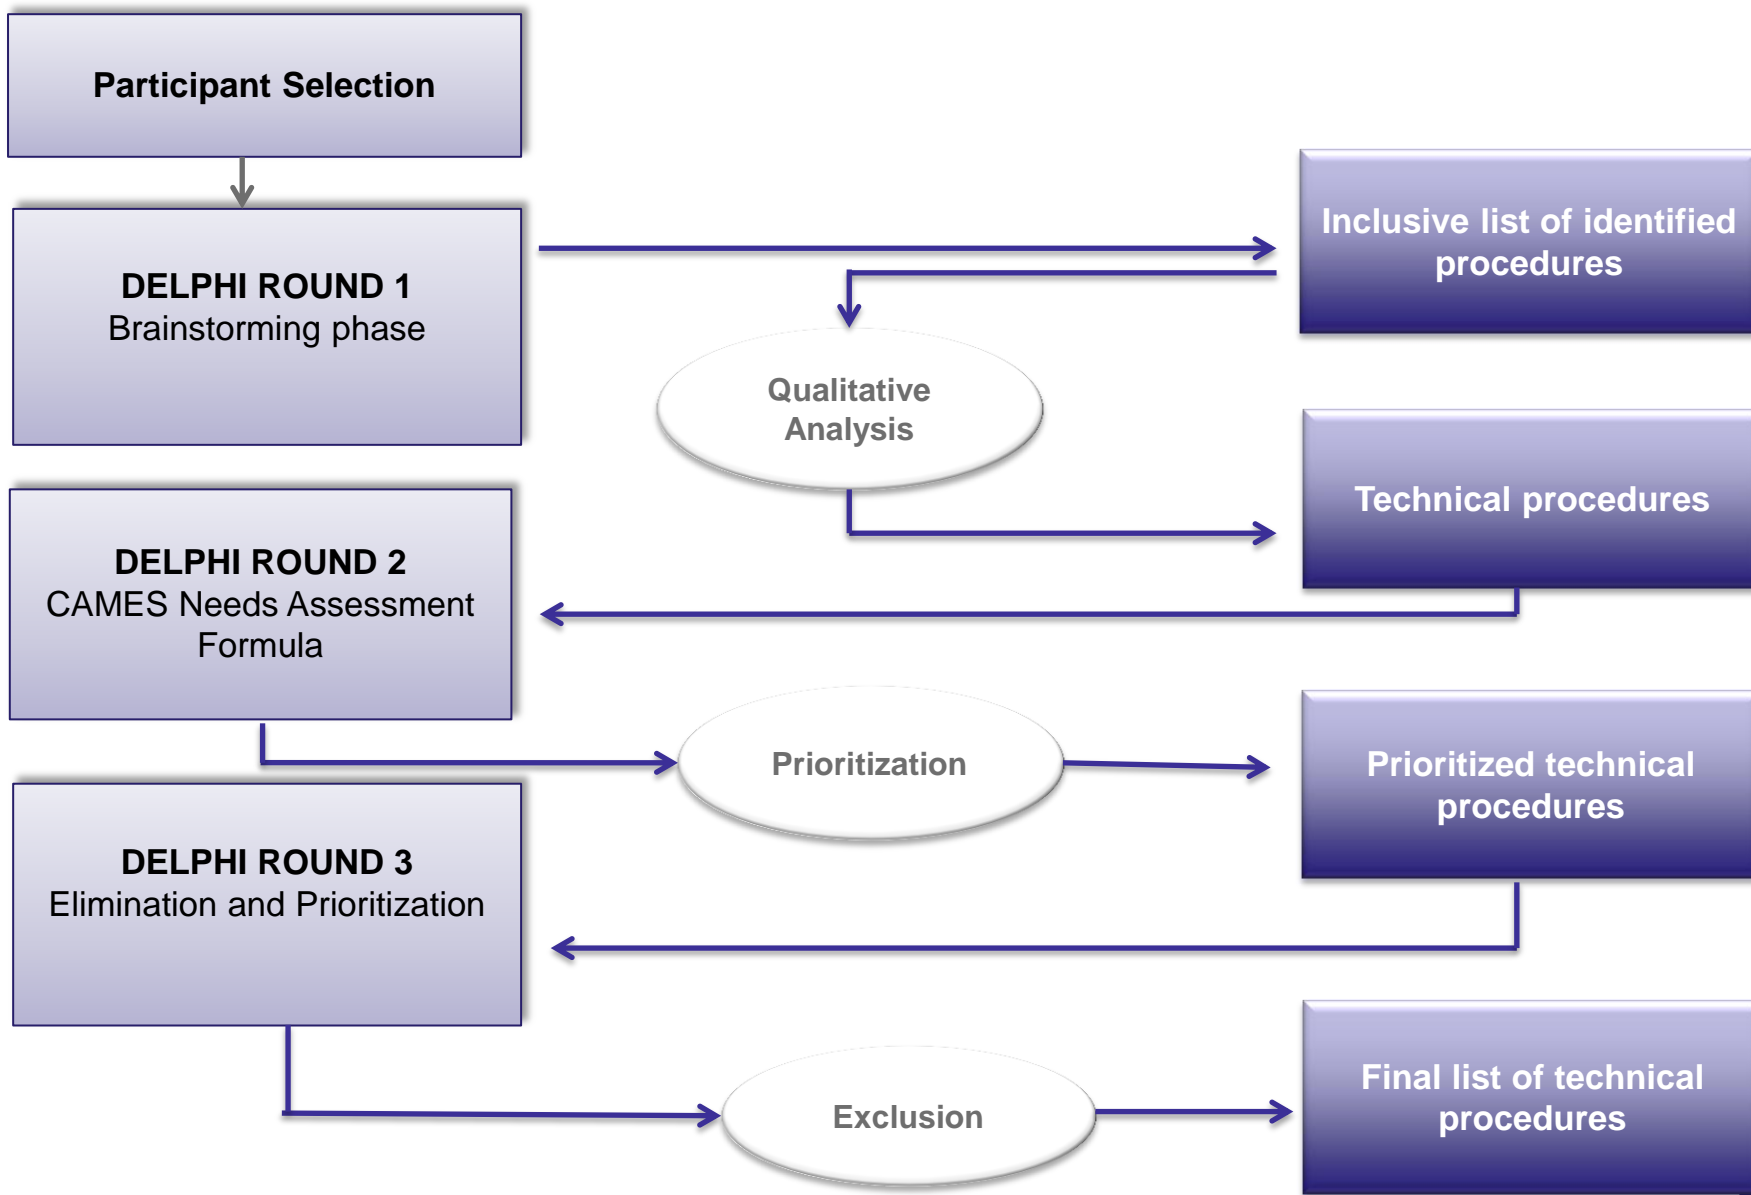 Participant Selection
DELPHI ROUND 1
Brainstorming phase
Inclusive list of identified
procedures
Qualitative
Analysis
Technical procedures
DELPHI ROUND 2
CAMES Needs Assessment
Formula
Prioritization
Prioritized technical
procedures
DELPHI ROUND 3
Elimination and Prioritization
Exclusion
Final list of technical
procedures